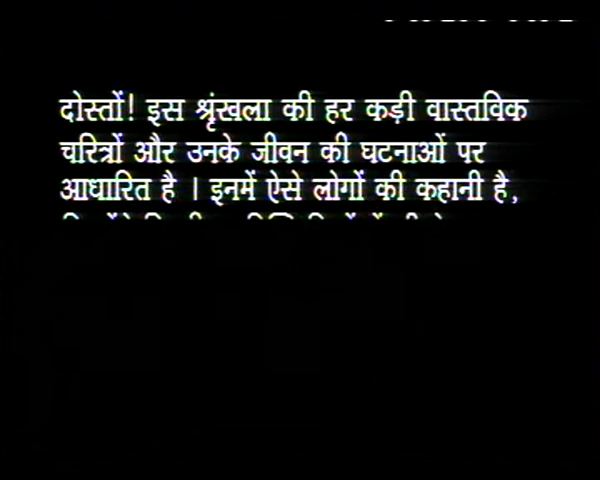 दोस्तों! इस श्रृंखला की हर कड़ी वास्तविक
चरित्रों और उनके जीवन की घटनाओं पर
आधारित है । इनमें ऐसे लोगों की कहानी है,